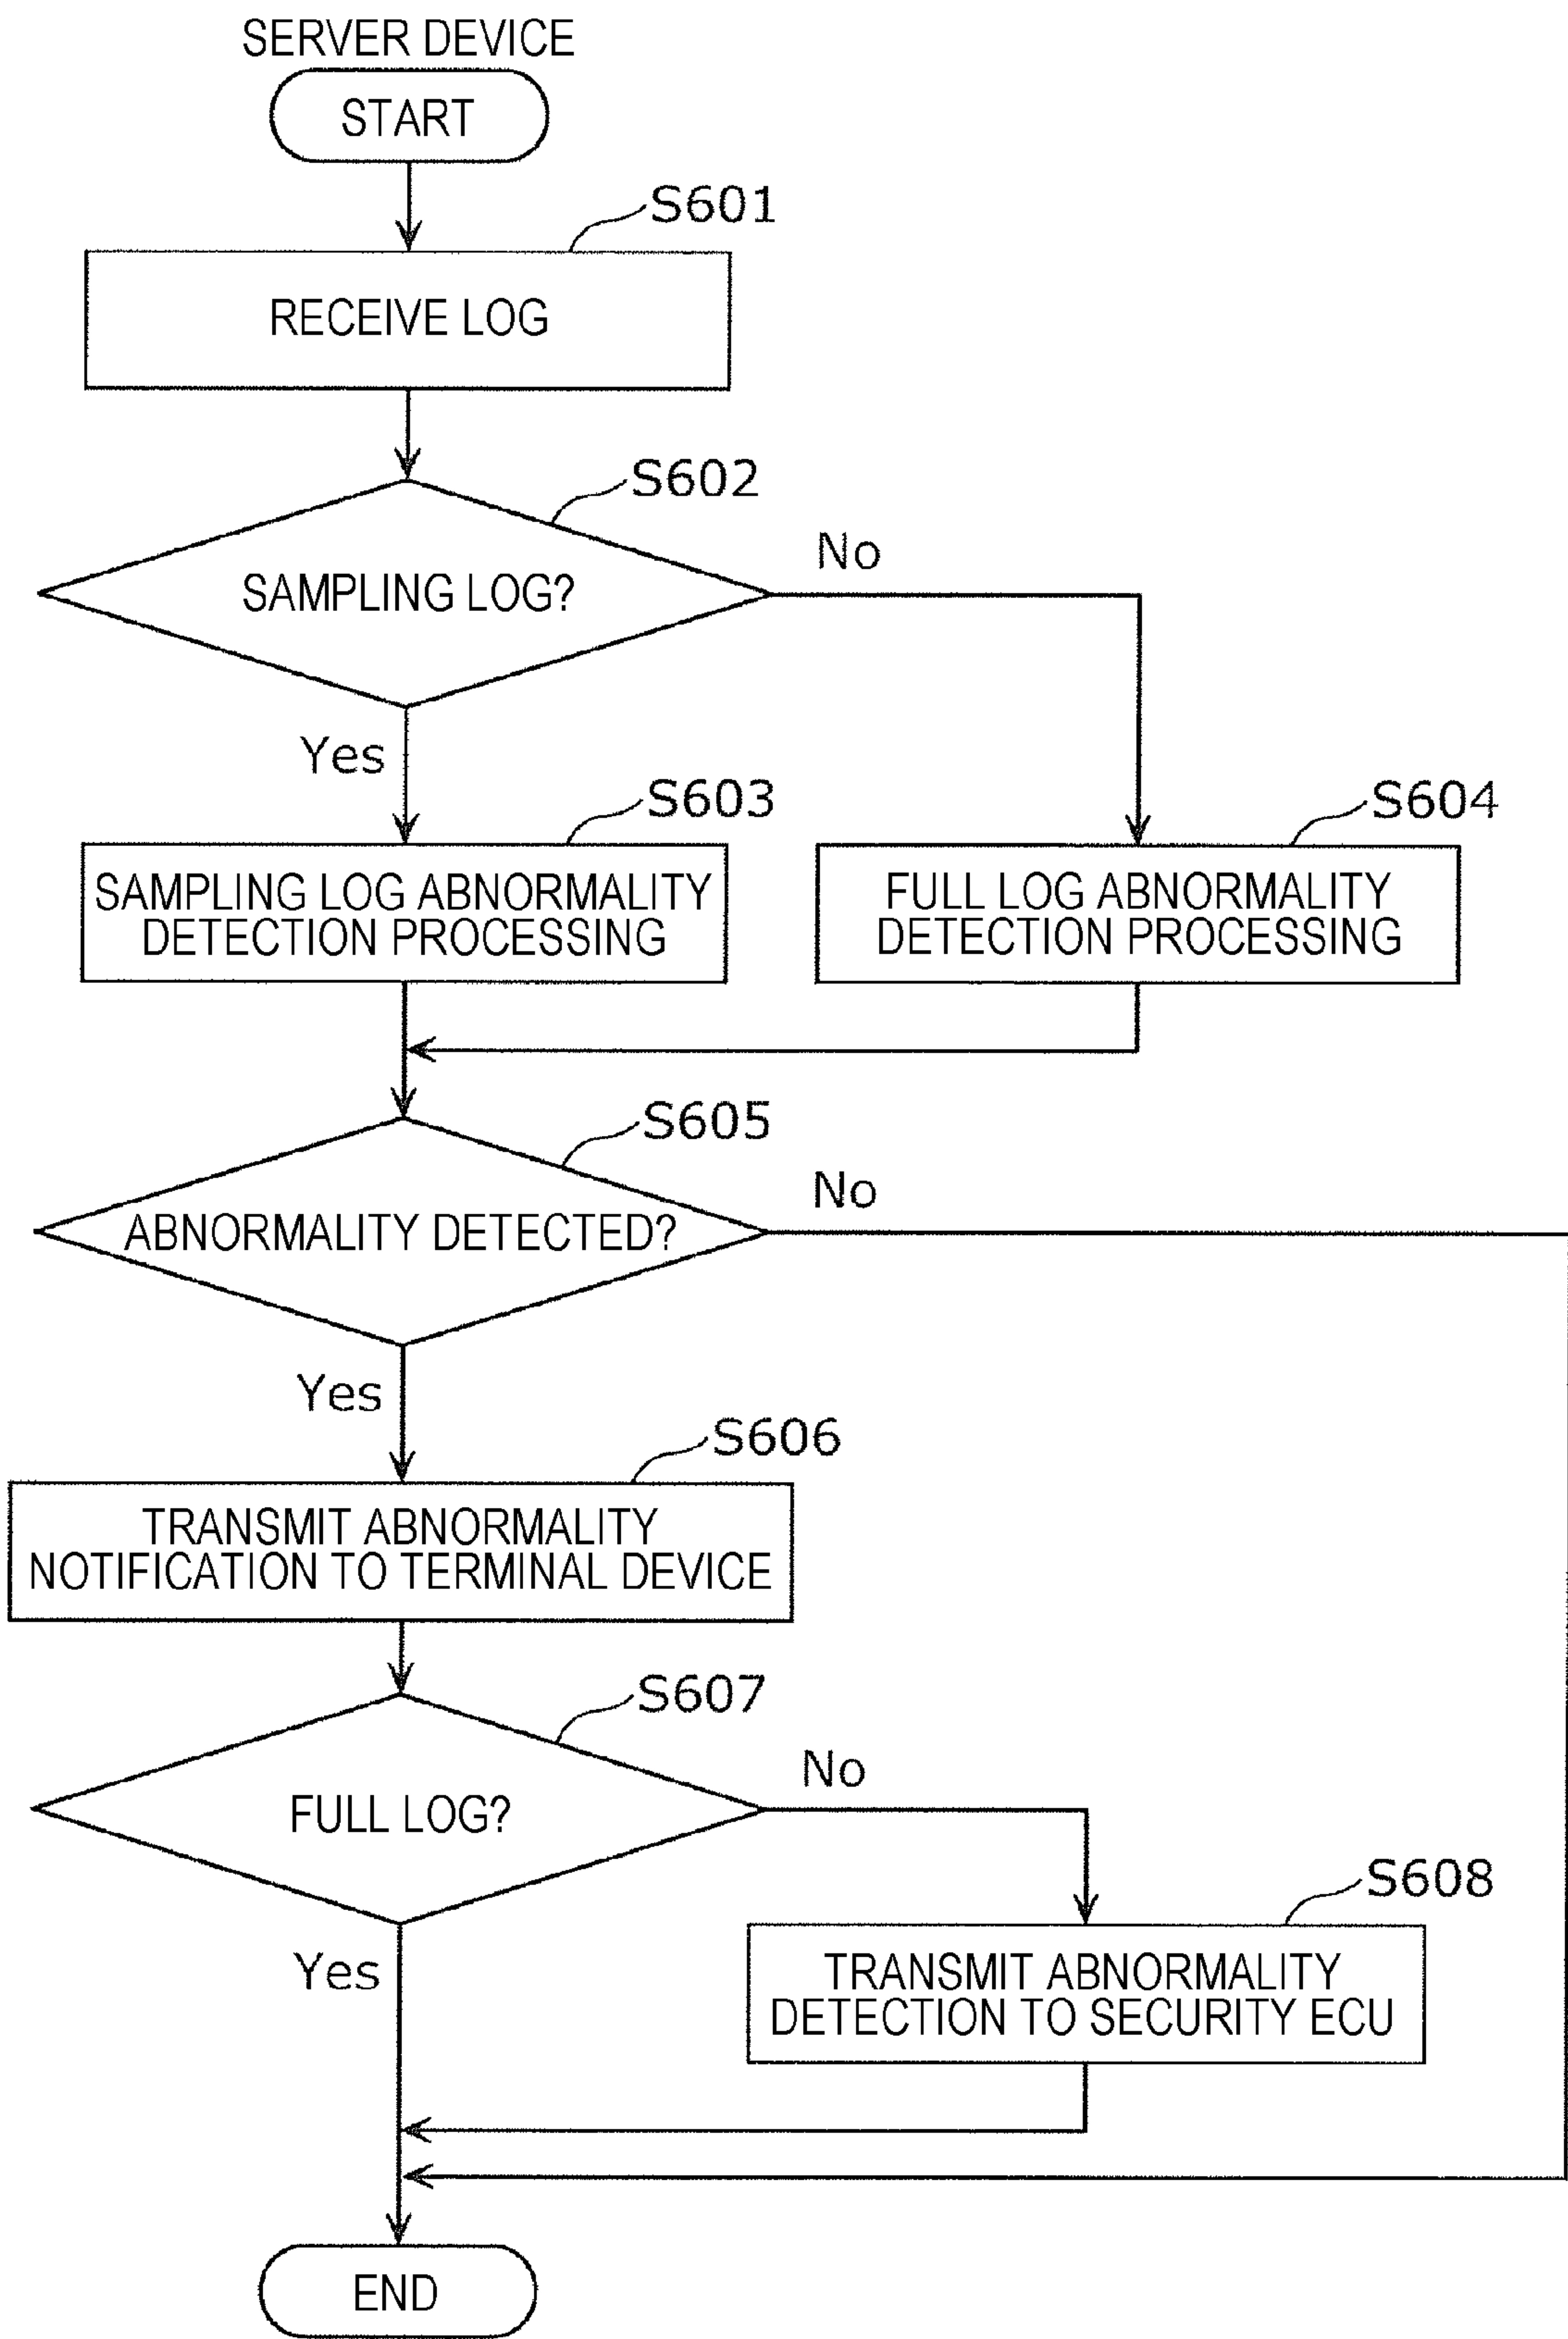 SERVER DEVICE
START
S601
RECEIVE LOG
S602
No
SAMPLING LOG?
Yes
S603
S604
SAMPLING LOG ABNORMALITY
DETECTION PROCESSING
FULL LOG ABNORMALITY
DETECTION PROCESSING
S605
No
ABNORMALITY DETECTED?
Yes
S606
TRANSMIT ABNORMALITY
NOTIFICATION TO TERMINAL DEVICE
S607
No
FULL LOG?
S608
Yes
TRANSMIT ABNORMALITY
DETECTION TO SECURITY ECU
END